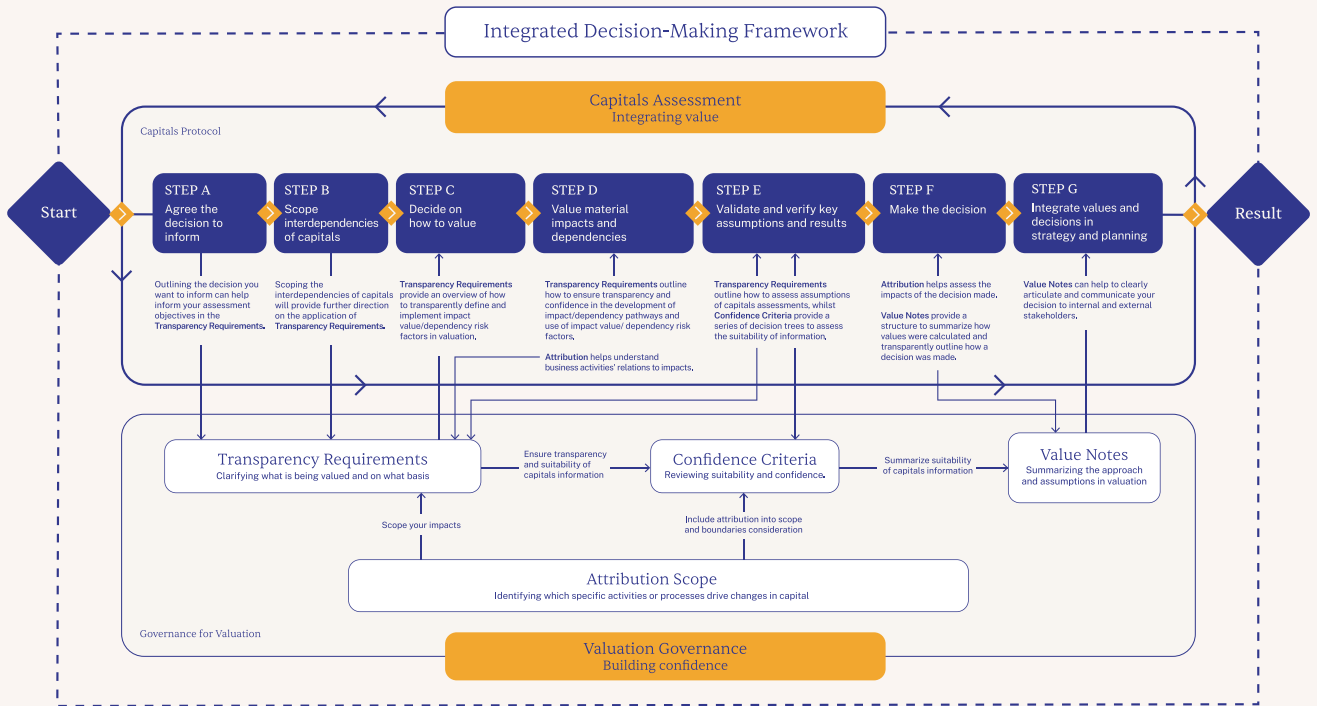 Integrated Decision-Making Framework
Capitals Assessment
Integrating value
Capitals Protocol
Start
STEP A
Agree the
decision to
inform
STEP B
Scope
interdependencies
of capitals
STEP C
Decide on
how to value
STEP D
Value material
impacts and
dependencies
STEP E
Validate and verify key
assumptions and results
STEP F
Make the decision
STEP G
Integrate values and
decisions in
strategy and planning
Result
Outlining the decision you
want to inform can help
inform your assessment
objectives in the
Transparency Requirements.
Scoping the
interdependencies of capitals
will provide further direction
on the application of
Transparency Requirements.
Transparency Requirements
provide an overview of how
to transparently define and
implement impact
value/dependency risk
factors in valuation.
Transparency Requirements outline
how to ensure transparency and
confidence in the development of
impact/dependency pathways and
use of impact value/ dependency risk
factors.
Attribution helps understand
business activities' relations to impacts.
Transparency Requirements
outline how to assess assumptions
of capitals assessments, whilst
Confidence Criteria provide a
series of decision trees to assess
the suitability of information.
Attribution helps assess the
impacts of the decision made.
Value Notes provide a
structure to summarize how
values were calculated and
transparently outline how a
decision was made.
Value Notes can help to clearly
articulate and communicate your
decision to internal and external
stakeholders.
Transparency Requirements
Clarifying what is being valued and on what basis
Ensure transparency
and suitability of
capitals information
Confidence Criteria
Reviewing suitability and confidence.
Summarize suitability
of capitals information
Value Notes
Summarizing the approach
and assumptions in valuation
Scope your impacts
Include attribution into scope
and boundaries consideration
Attribution Scope
Identifying which specific activities or processes drive changes in capital
Governance for Valuation
Valuation Governance
Building confidence